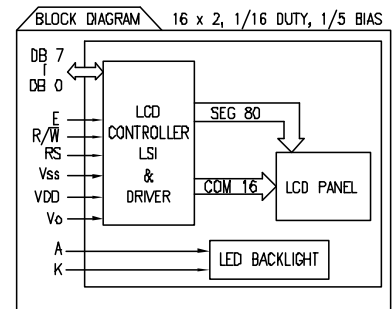 BLOCK DIAGRAM 16 x 2, 1/16 DUTY, 1/5 BIAS
DB 7
DB 0
E
R/W̅
RS
Vss
VDD
Vo
A
K
LCD
CONTROLLER
LSI
&
DRIVER
SEG 80
COM 16
LCD PANEL
LED BACKLIGHT